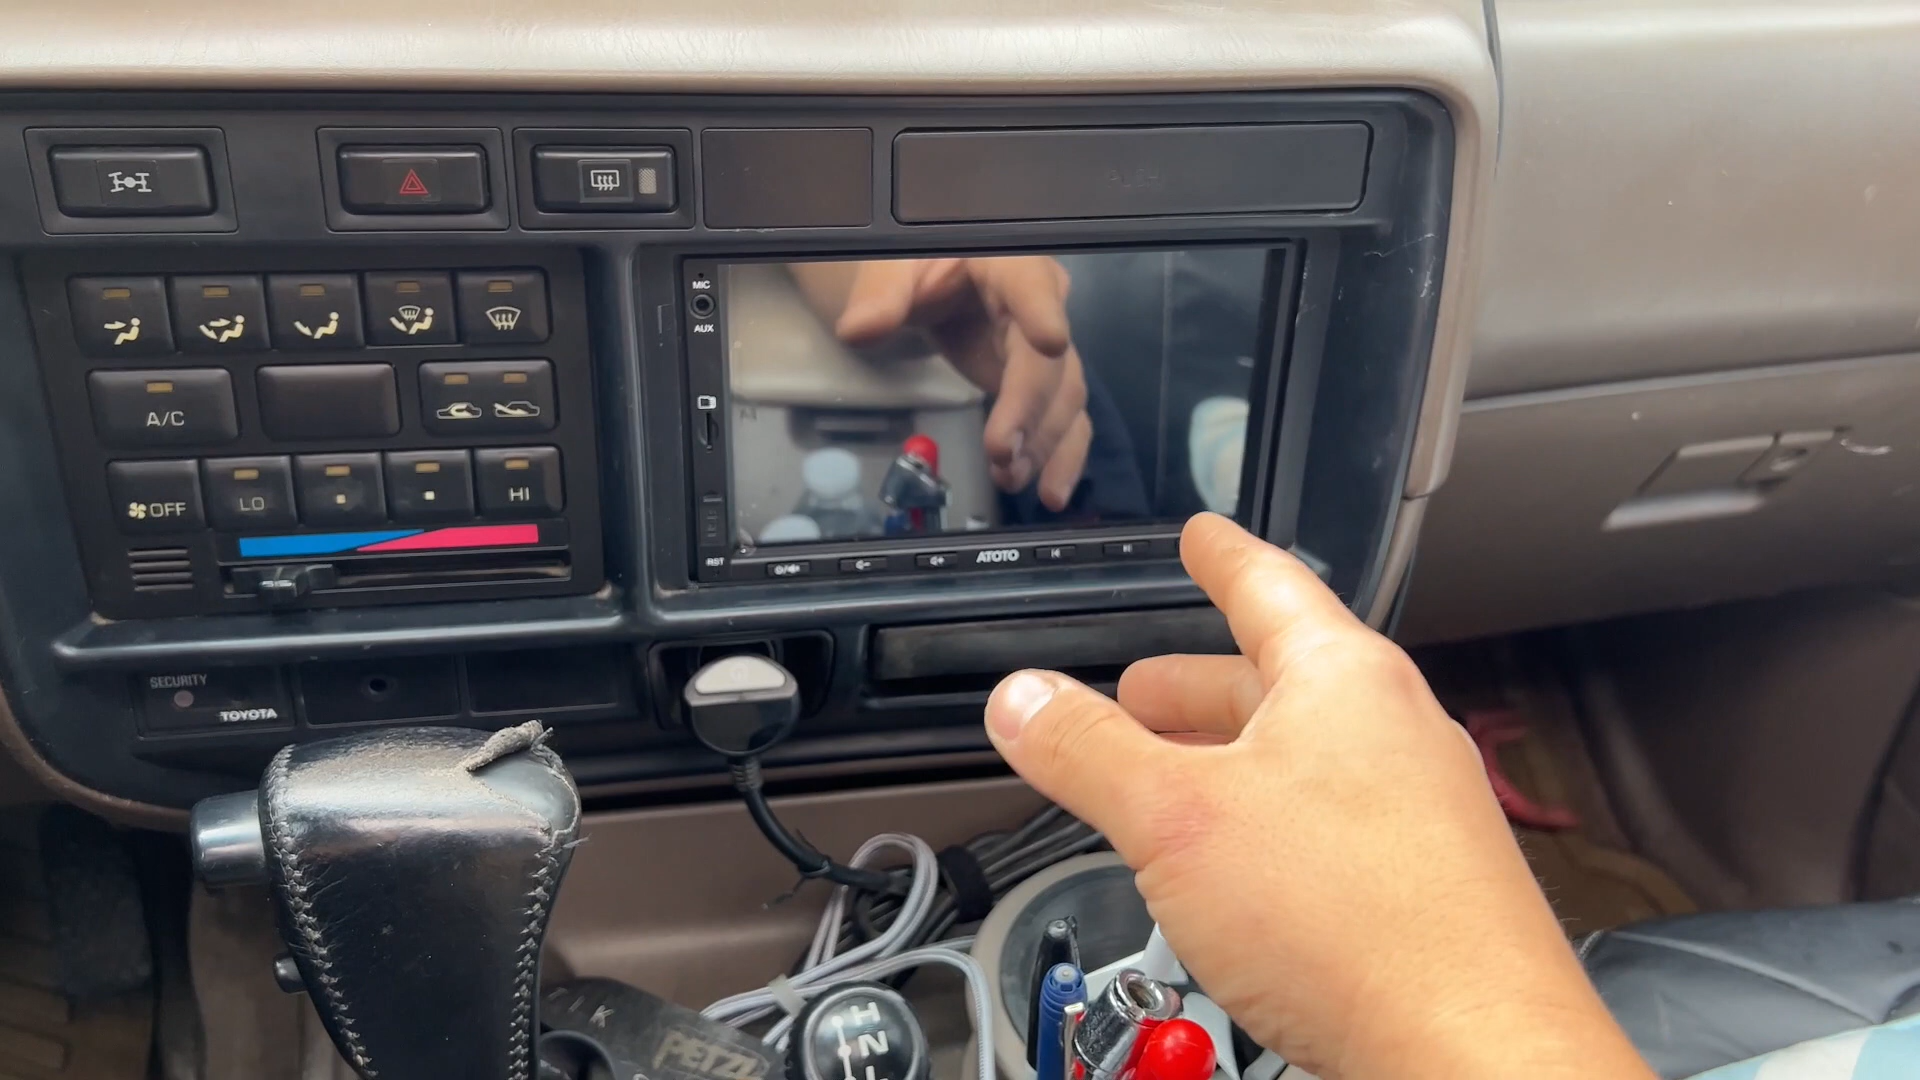 MIC
AUX
A/C
OFF
LO
HI
RST
ATOTO
SECURITY
TOYOTA
H
N
L
PETZL